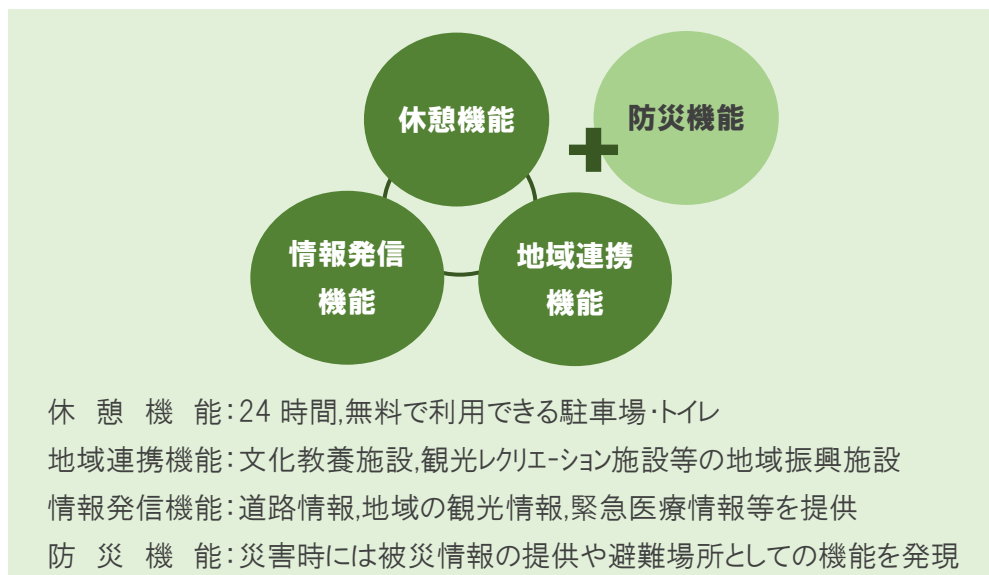 休憩機能
防災機能
情報発信
機能
地域連携
機能
休憩機能：24 時間,無料で利用できる駐車場・トイレ
地域連携機能：文化教養施設,観光ﾚｸﾘｴｰｼｮﾝ施設等の地域振興施設
情報発信機能：道路情報,地域の観光情報,緊急医療情報等を提供
防災機能：災害時には被災情報の提供や避難場所としての機能を発現